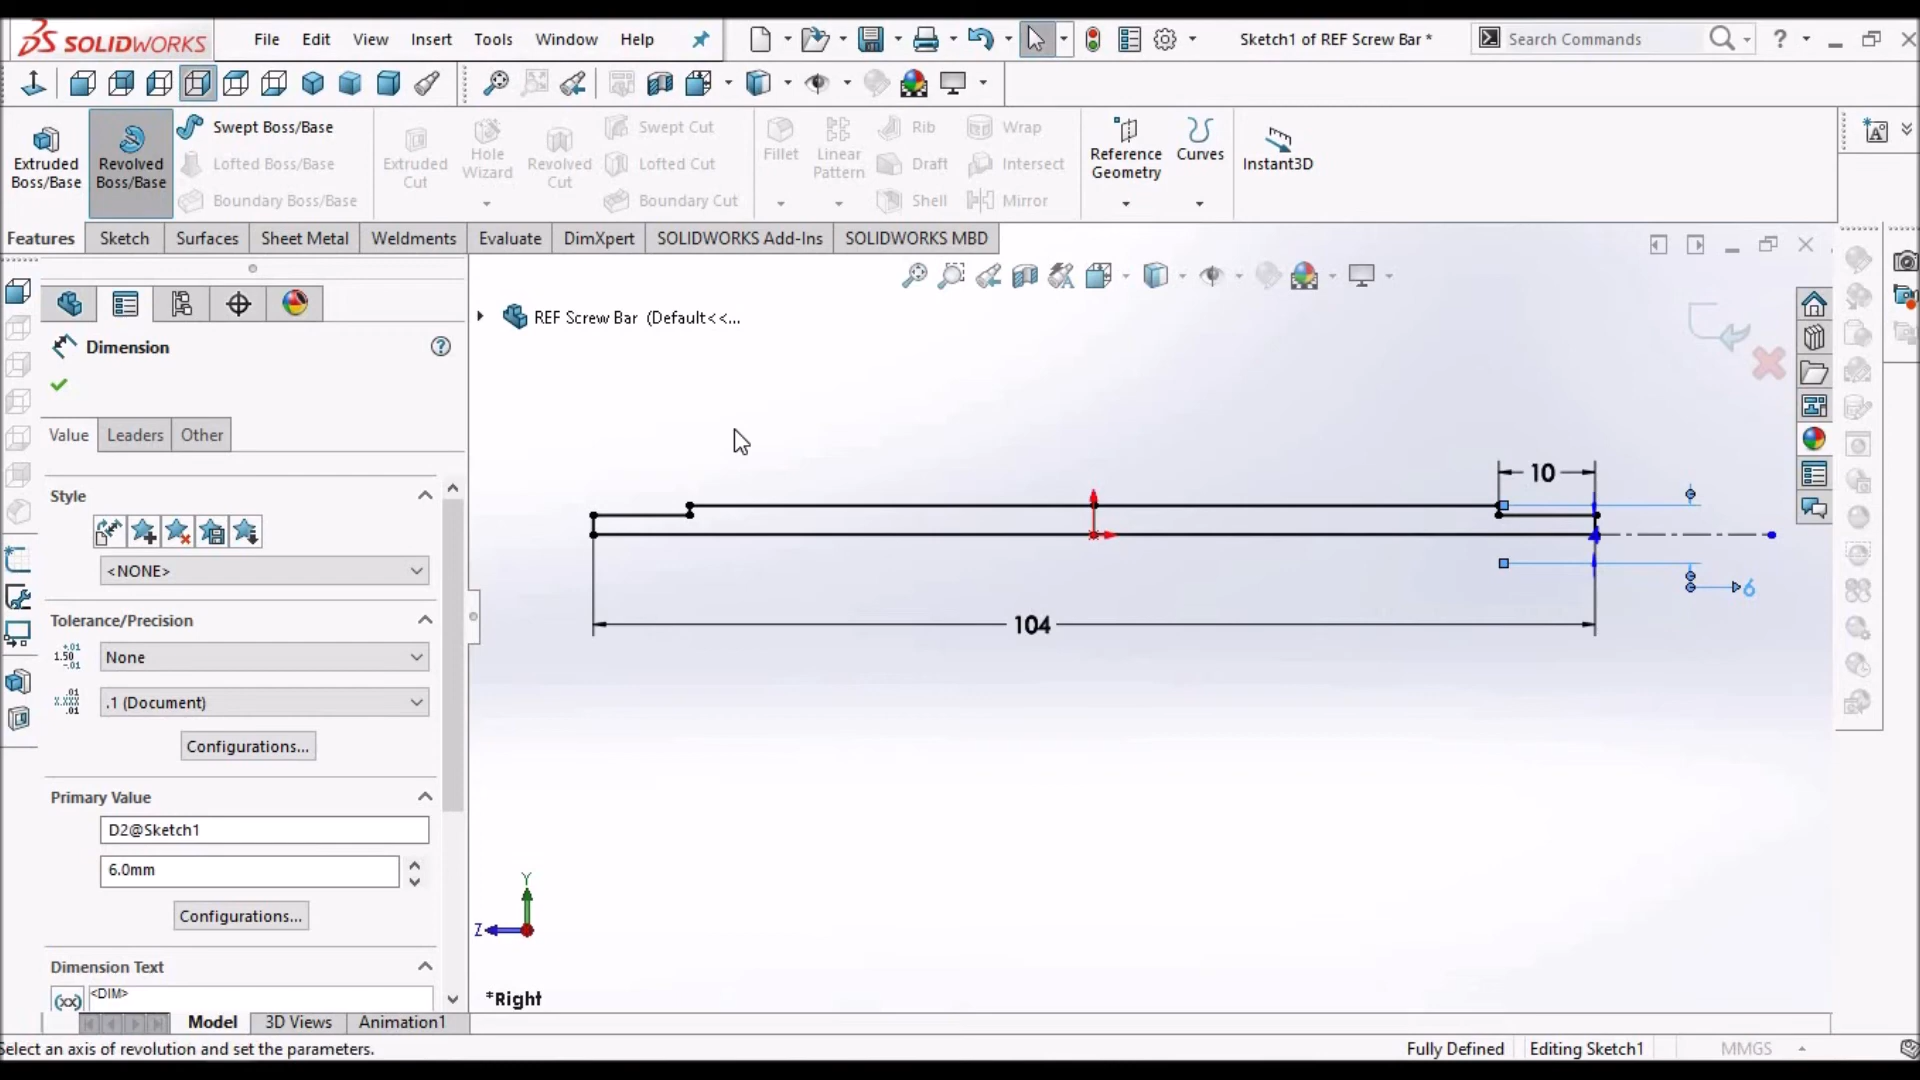 SOLIDWORKS
File Edit View Insert Tools Window Help
Sketch1 of REF Screw Bar *
Search Commands
Extruded Boss/Base
Revolved Boss/Base
Swept Boss/Base
Lofted Boss/Base
Boundary Boss/Base
Extruded Cut
Hole Wizard
Revolved Cut
Swept Cut
Lofted Cut
Boundary Cut
Fillet
Linear Pattern
Rib
Draft
Shell
Wrap
Intersect
Mirror
Reference Geometry
Curves
Instant3D
Features Sketch Surfaces Sheet Metal Weldments Evaluate DimXpert SOLIDWORKS Add-Ins SOLIDWORKS MBD
REF Screw Bar (Default<<...
Dimension
Value Leaders Other
Style
<NONE>
Tolerance/Precision
None
.1 (Document)
Configurations...
Primary Value
D2@Sketch1
6.0mm
Configurations...
Dimension Text
<DIM>
10
6
104
Y
Z
*Right
Model 3D Views Animation1
Select an axis of revolution and set the parameters.
Fully Defined
Editing Sketch1
MMGS